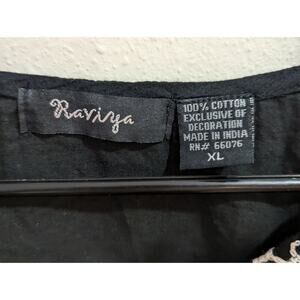 Raviya
100% COTTON
EXCLUSIVE OF
DECORATION
MADE IN INDIA
RN# 66076
XL